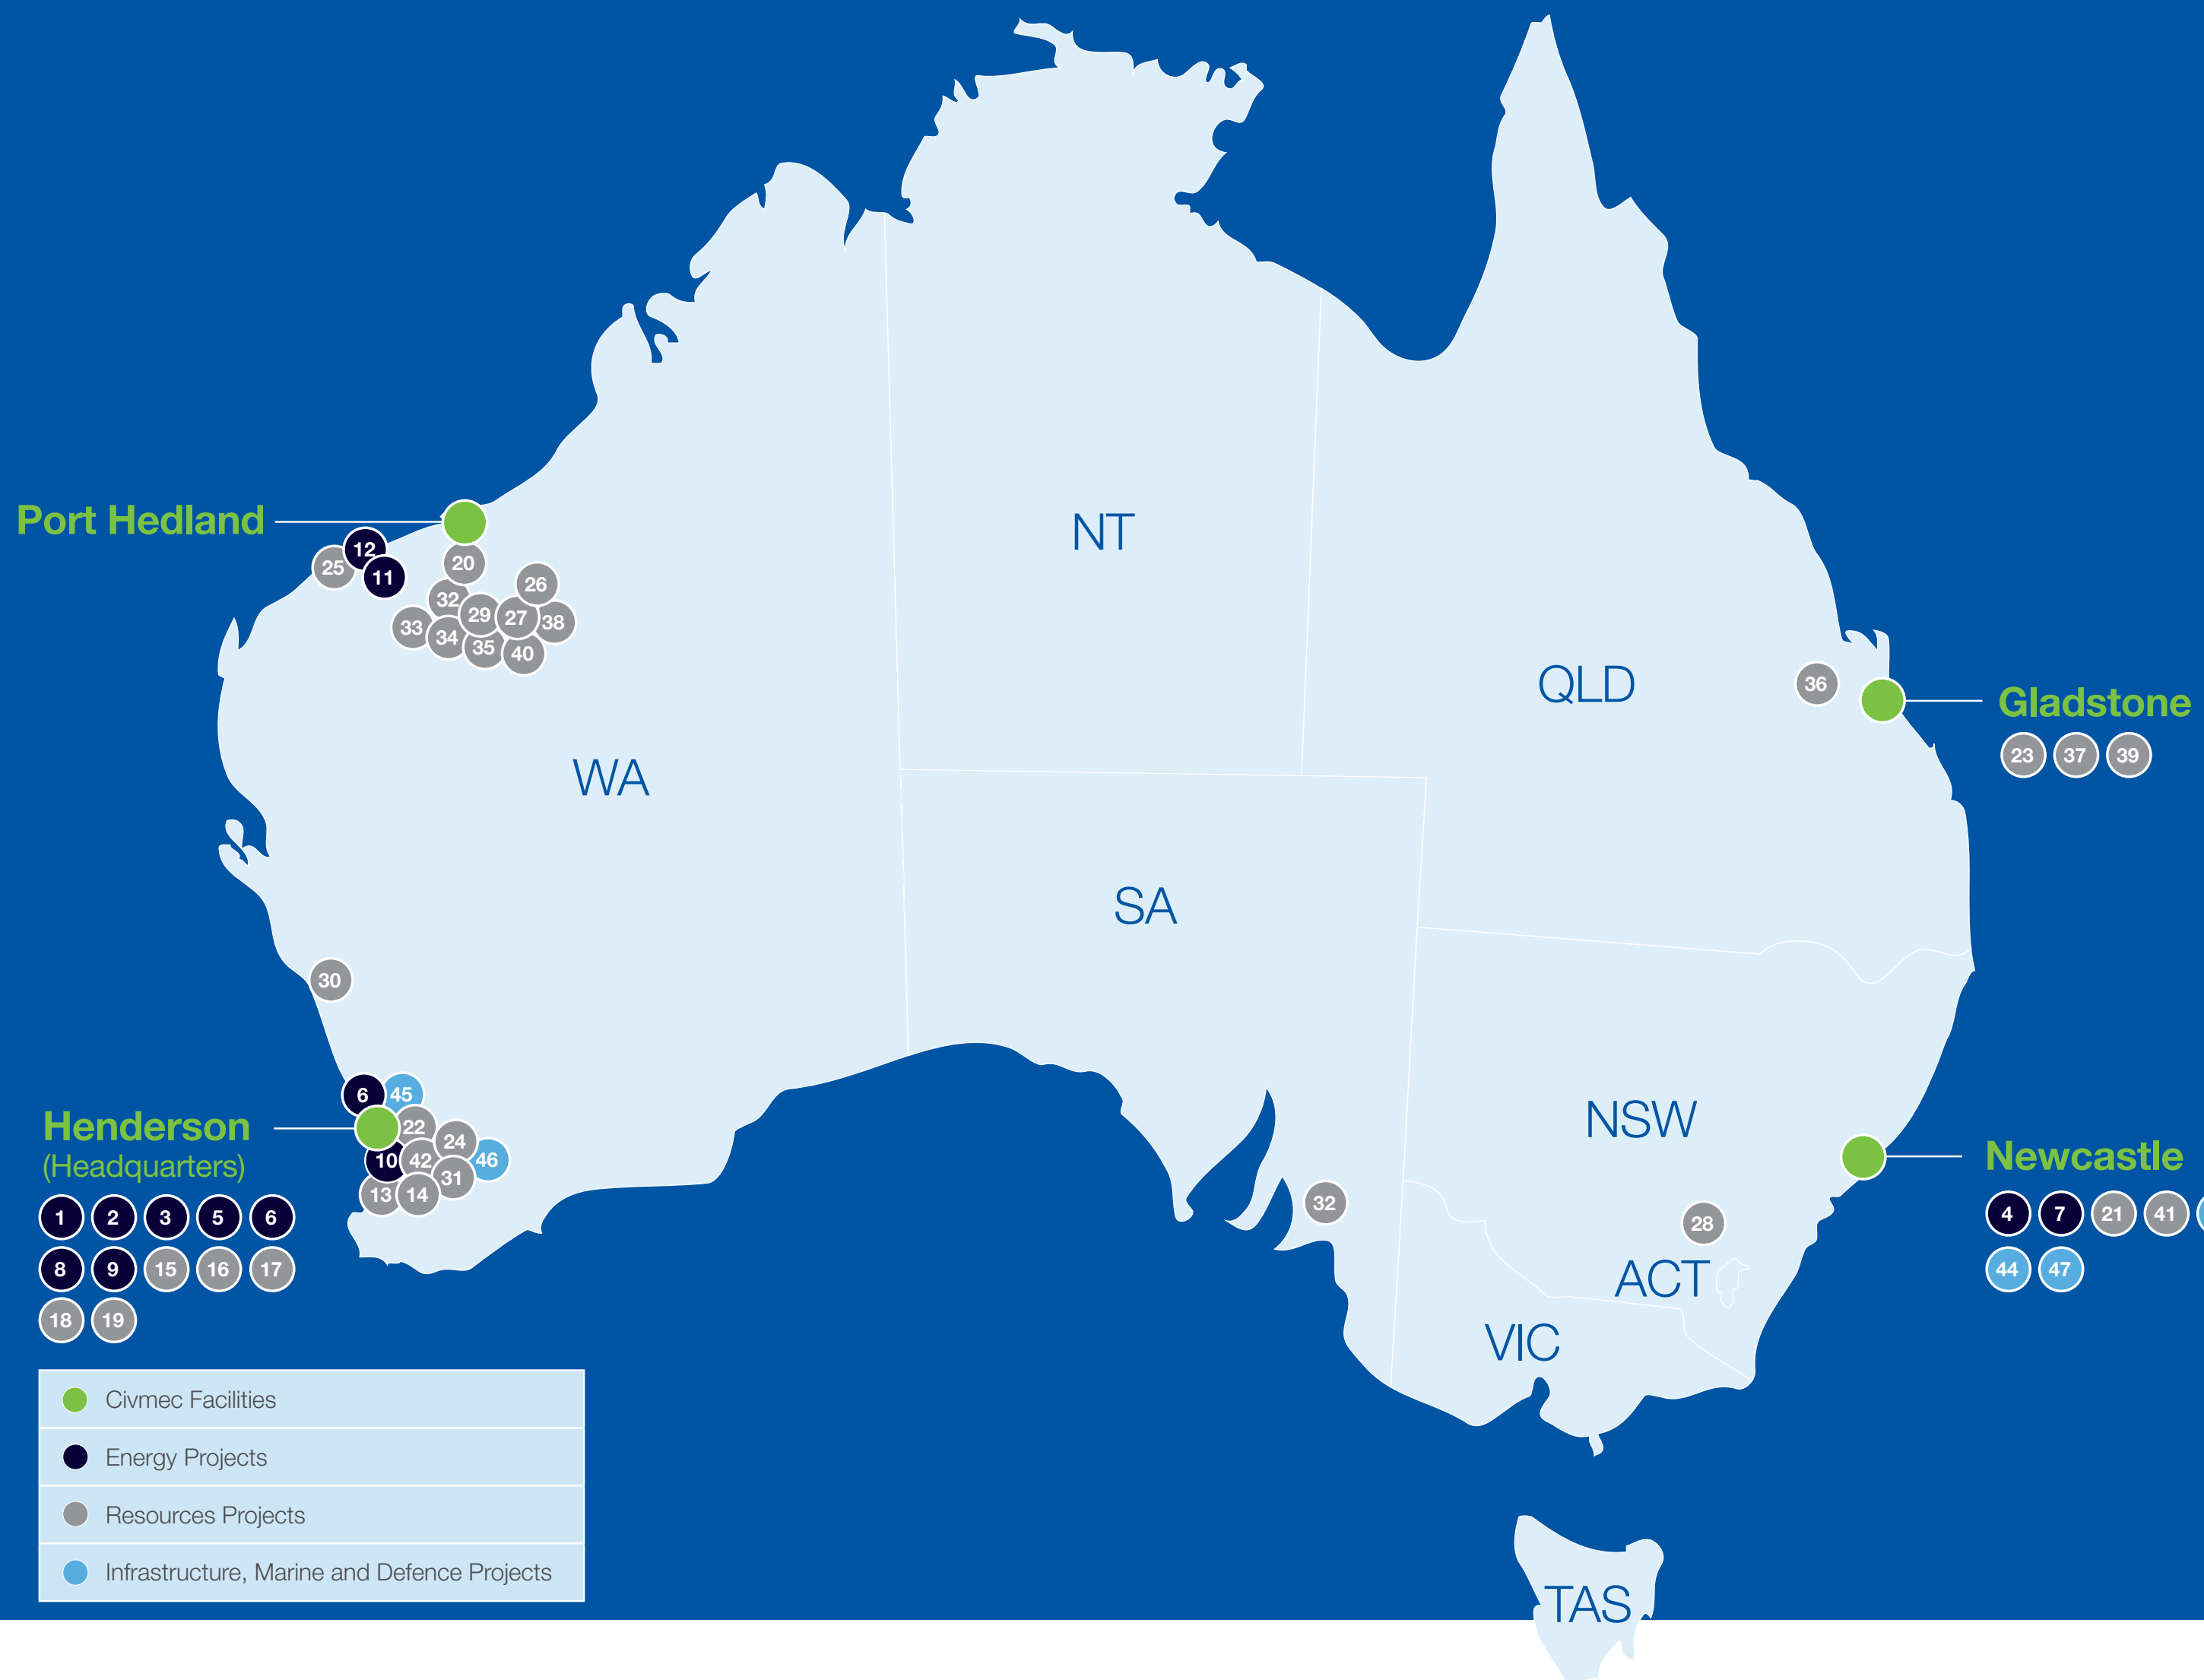 NT
Port Hedland
12
25
11
20
26
32
29
27
38
33
34
35
40
QLD
36
Gladstone
23 37 39
WA
SA
30
6
45
Henderson
(Headquarters)
22
24
10
42
46
31
13
14
1 2 3 5 6
8 9 15 16 17
18 19
NSW
Newcastle
4 7 21 41
44 47
32
28
ACT
VIC
Civmec Facilities
Energy Projects
Resources Projects
Infrastructure, Marine and Defence Projects
TAS